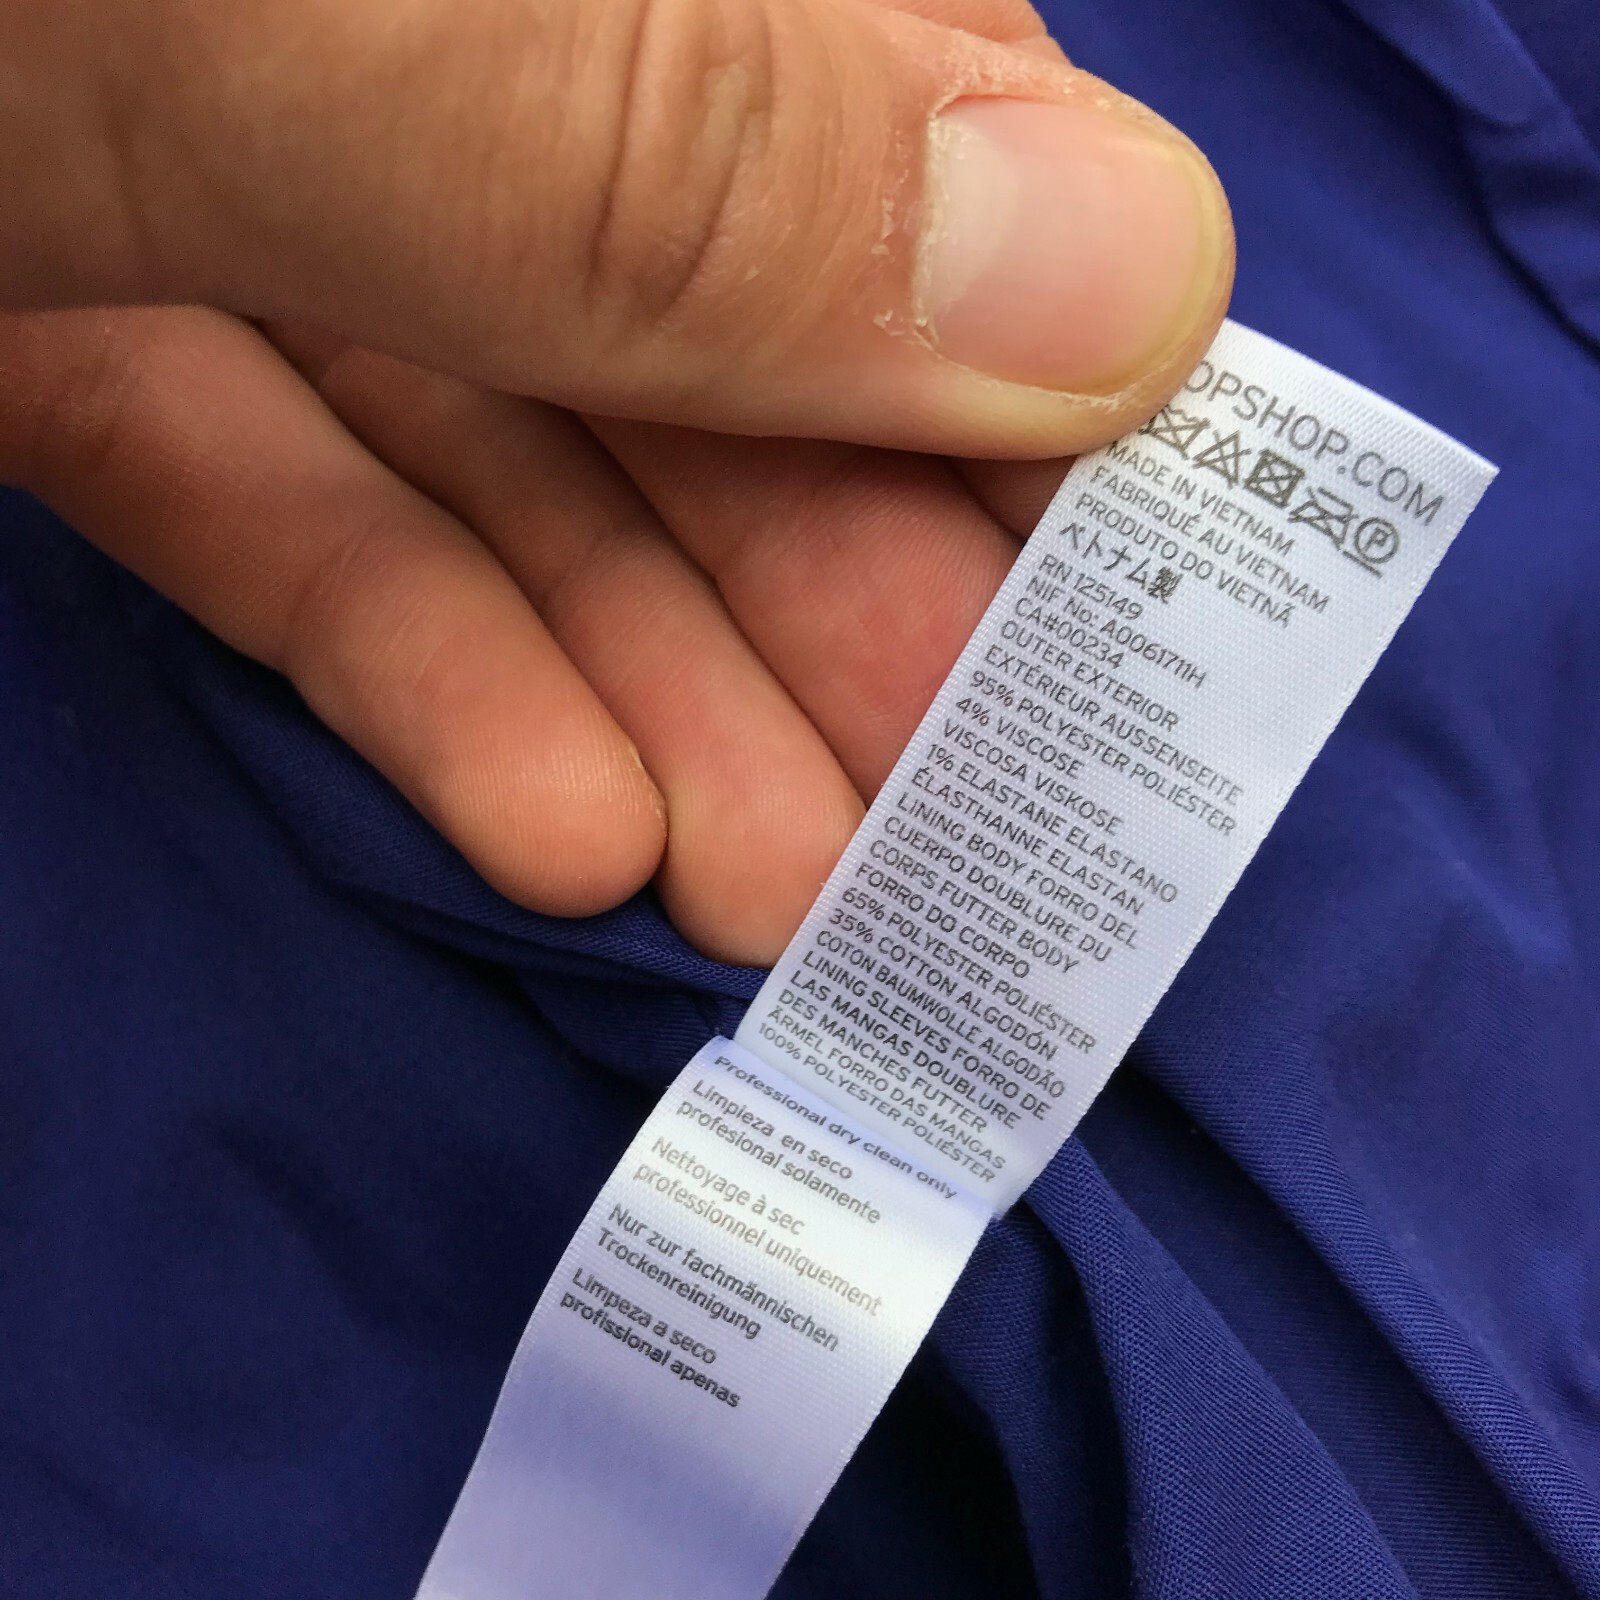 OPSHOP.COM
P
MADE IN VIETNAM
FABRIQUÉ AU VIETNAM
PRODUTO DO VIETNÃ
ベトナム製
RN 125149
NIF No: A0061711H
CA#00234
OUTER EXTERIOR
EXTÉRIEUR AUSSENSEITE
95% POLYESTER POLIÉSTER
4% VISCOSE
VISCOSA VISKOSE
1% ELASTANE ELASTANO
ÉLASTHANNE ELASTAN
LINING BODY FORRO DEL
CUERPO DOUBLURE DU
CORPS FUTTER BODY
FORRO DO CORPO
65% POLYESTER POLIÉSTER
35% COTTON ALGODÓN
COTON BAUMWOLLE ALGODÃO
LINING SLEEVES FORRO DE
LAS MANGAS DOUBLURE
DES MANCHES FUTTER
ÄRMEL FORRO DAS MANGAS
100% POLYESTER POLIÉSTER
Professional dry clean only
Limpieza en seco
profesional solamente
Nettoyage à sec
professionnel uniquement
Nur zur fachmännischen
Trockenreinigung
Limpeza a seco
profissional apenas